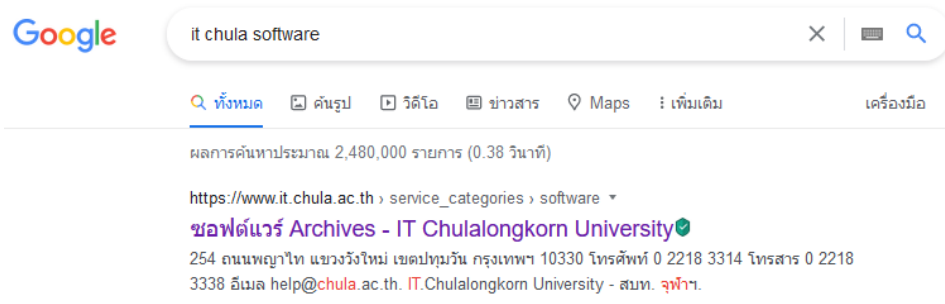 Google
it chula software
ทั้งหมด ค้นรูป วิดีโอ ข่าวสาร Maps เพิ่มเติม เครื่องมือ
ผลการค้นหาประมาณ 2,480,000 รายการ (0.38 วินาที)
https://www.it.chula.ac.th › service_categories › software
ซอฟต์แวร์ Archives - IT Chulalongkorn University
254 ถนนพญาไท แขวงวังใหม่ เขตปทุมวัน กรุงเทพฯ 10330 โทรศัพท์ 0 2218 3314 โทรสาร 0 2218
3338 อีเมล help@chula.ac.th. IT.Chulalongkorn University - สบท. จุฬาฯ.